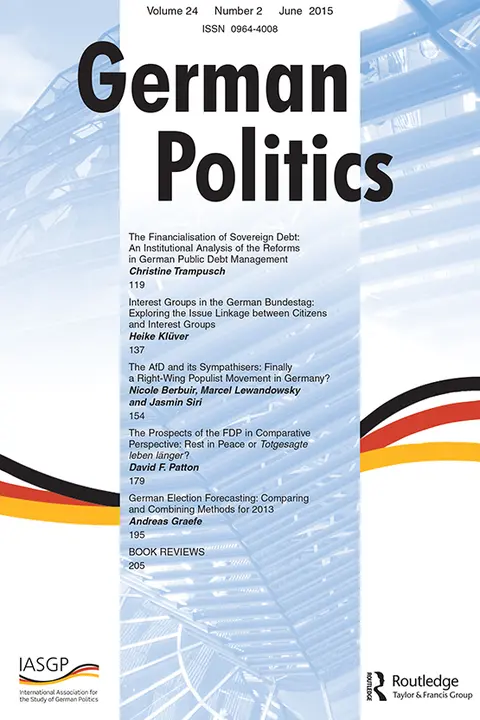 Volume 24 Number 2 June 2015
ISSN 0964-4008
German
Politics
The Financialisation of Sovereign Debt:
An Institutional Analysis of the Reforms
in German Public Debt Management
Christine Trampusch
119
Interest Groups in the German Bundestag:
Exploring the Issue Linkage between Citizens
and Interest Groups
Heike Klüver
137
The AfD and its Sympathisers: Finally
a Right-Wing Populist Movement in Germany?
Nicole Berbuir, Marcel Lewandowsky
and Jasmin Siri
154
The Prospects of the FDP in Comparative
Perspective: Rest in Peace or Totgesagte
leben länger?
David F. Patton
179
German Election Forecasting: Comparing
and Combining Methods for 2013
Andreas Graefe
195
BOOK REVIEWS
205
IASGP
International Association for
the Study of German Politics
ROUTLEDGE
Routledge
Taylor & Francis Group